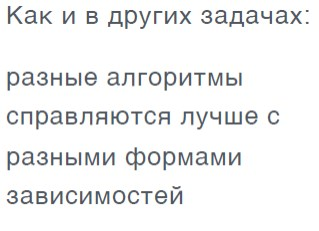 Как и в других задачах:
разные алгоритмы
справляются лучше с
разными формами
зависимостей